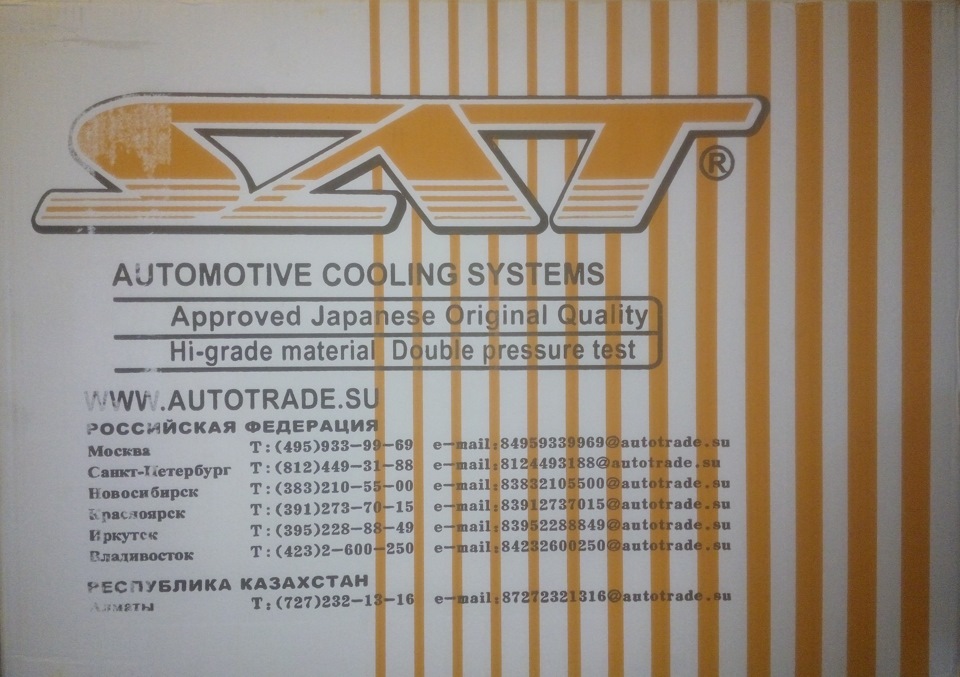 SAT®
AUTOMOTIVE COOLING SYSTEMS
Approved Japanese Original Quality
Hi-grade material Double pressure test
WWW.AUTOTRADE.SU
РОССИЙСКАЯ ФЕДЕРАЦИЯ
Москва T:(495)933-99-69 e-mail:84959339969@autotrade.su
Санкт-Петербург T:(812)449-31-88 e-mail:8124493188@autotrade.su
Новосибирск T:(383)210-55-00 e-mail:83832105500@autotrade.su
Красноярск T:(391)273-70-15 e-mail:83912737015@autotrade.su
Иркутск T:(395)228-88-49 e-mail:83952288849@autotrade.su
Владивосток T:(423)2-600-250 e-mail:84232600250@autotrade.su
РЕСПУБЛИКА КАЗАХСТАН
Алматы T:(727)232-13-16 e-mail:87272321316@autotrade.su